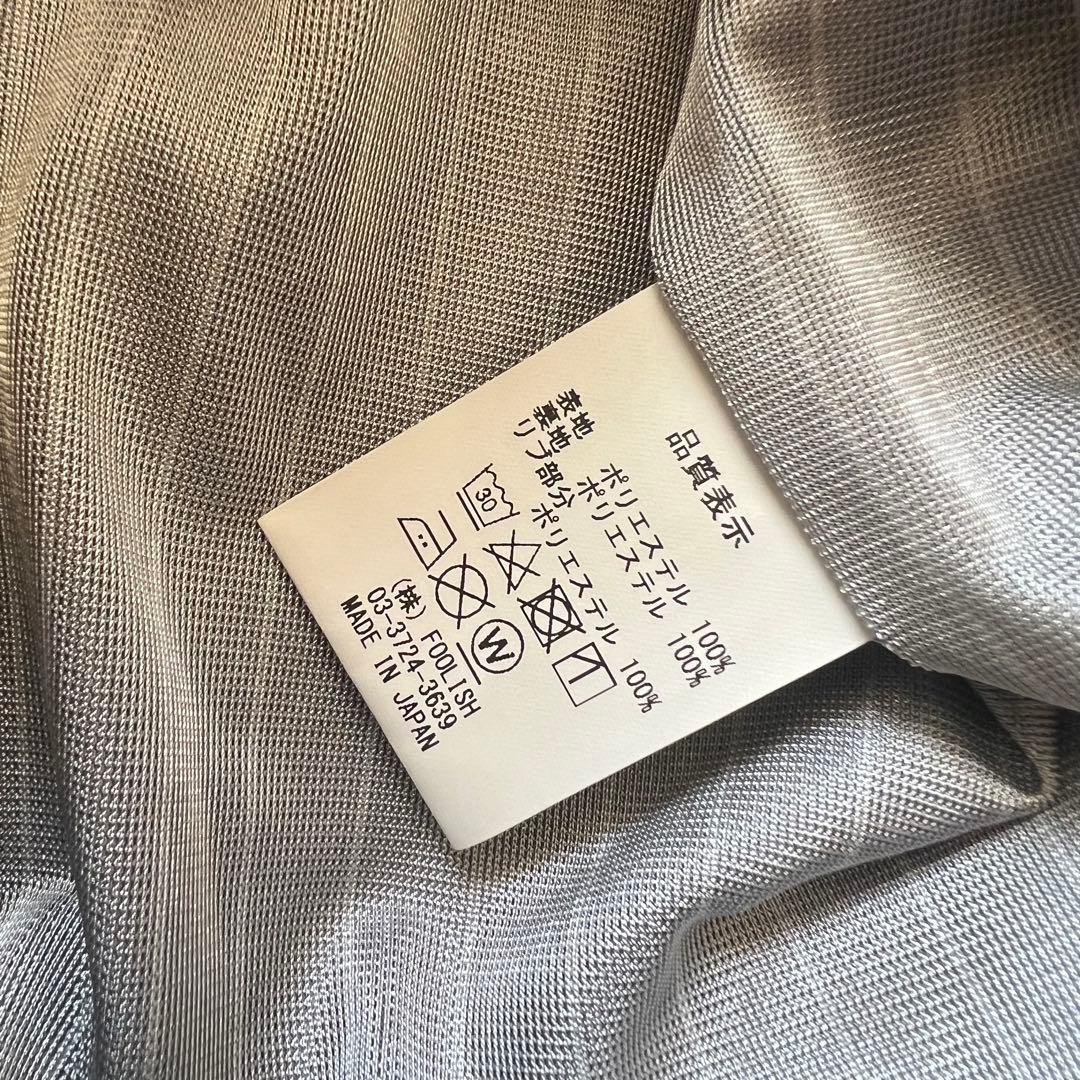 品質表示
表地 ポリエステル 100%
裏地 ポリエステル 100%
リブ部分 ポリエステル 100%
30
W
(株) FOOLISH
03-3724-3639
MADE IN JAPAN